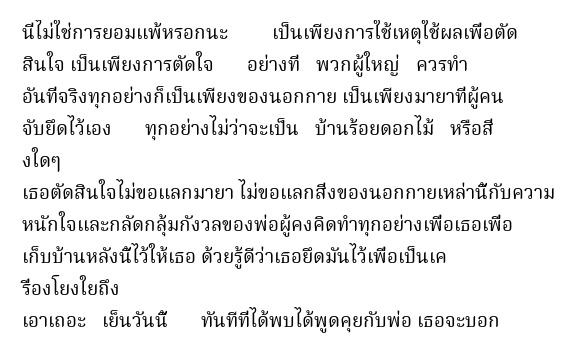 นี่ไม่ใช่การยอมแพ้หรอกนะ เป็นเพียงการใช้เหตุใช้ผลเพื่อตัด
สินใจ เป็นเพียงการตัดใจ อย่างที่ พวกผู้ใหญ่ ควรทำ
อันที่จริงทุกอย่างก็เป็นเพียงของนอกกาย เป็นเพียงมายาที่ผู้คน
จับยึดไว้เอง ทุกอย่างไม่ว่าจะเป็น บ้านร้อยดอกไม้ หรือสิ่
งใดๆ
เธอตัดสินใจไม่ขอแลกมายา ไม่ขอแลกสิ่งของนอกกายเหล่านี้กับความ
หนักใจและกลัดกลุ้มกังวลของพ่อผู้คงคิดทำทุกอย่างเพื่อเธอเพื่อ
เก็บบ้านหลังนี้ไว้ให้เธอ ด้วยรู้ดีว่าเธอยึดมันไว้เพื่อเป็นเค
รื่องโยงใยถึง
เอาเถอะ เย็นวันนี้ ทันทีที่ได้พบได้พูดคุยกับพ่อ เธอจะบอก